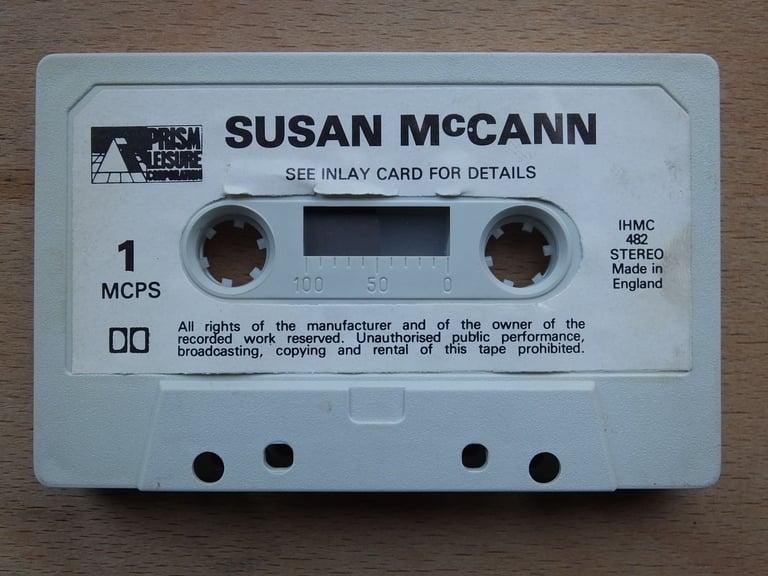 PRISM
LEISURE
CORPORATION
SUSAN McCANN
SEE INLAY CARD FOR DETAILS
1
MCPS
IHMC
482
STEREO
Made in
England
100 50 0
All rights of the manufacturer and of the owner of the
recorded work reserved. Unauthorised public performance,
broadcasting, copying and rental of this tape prohibited.